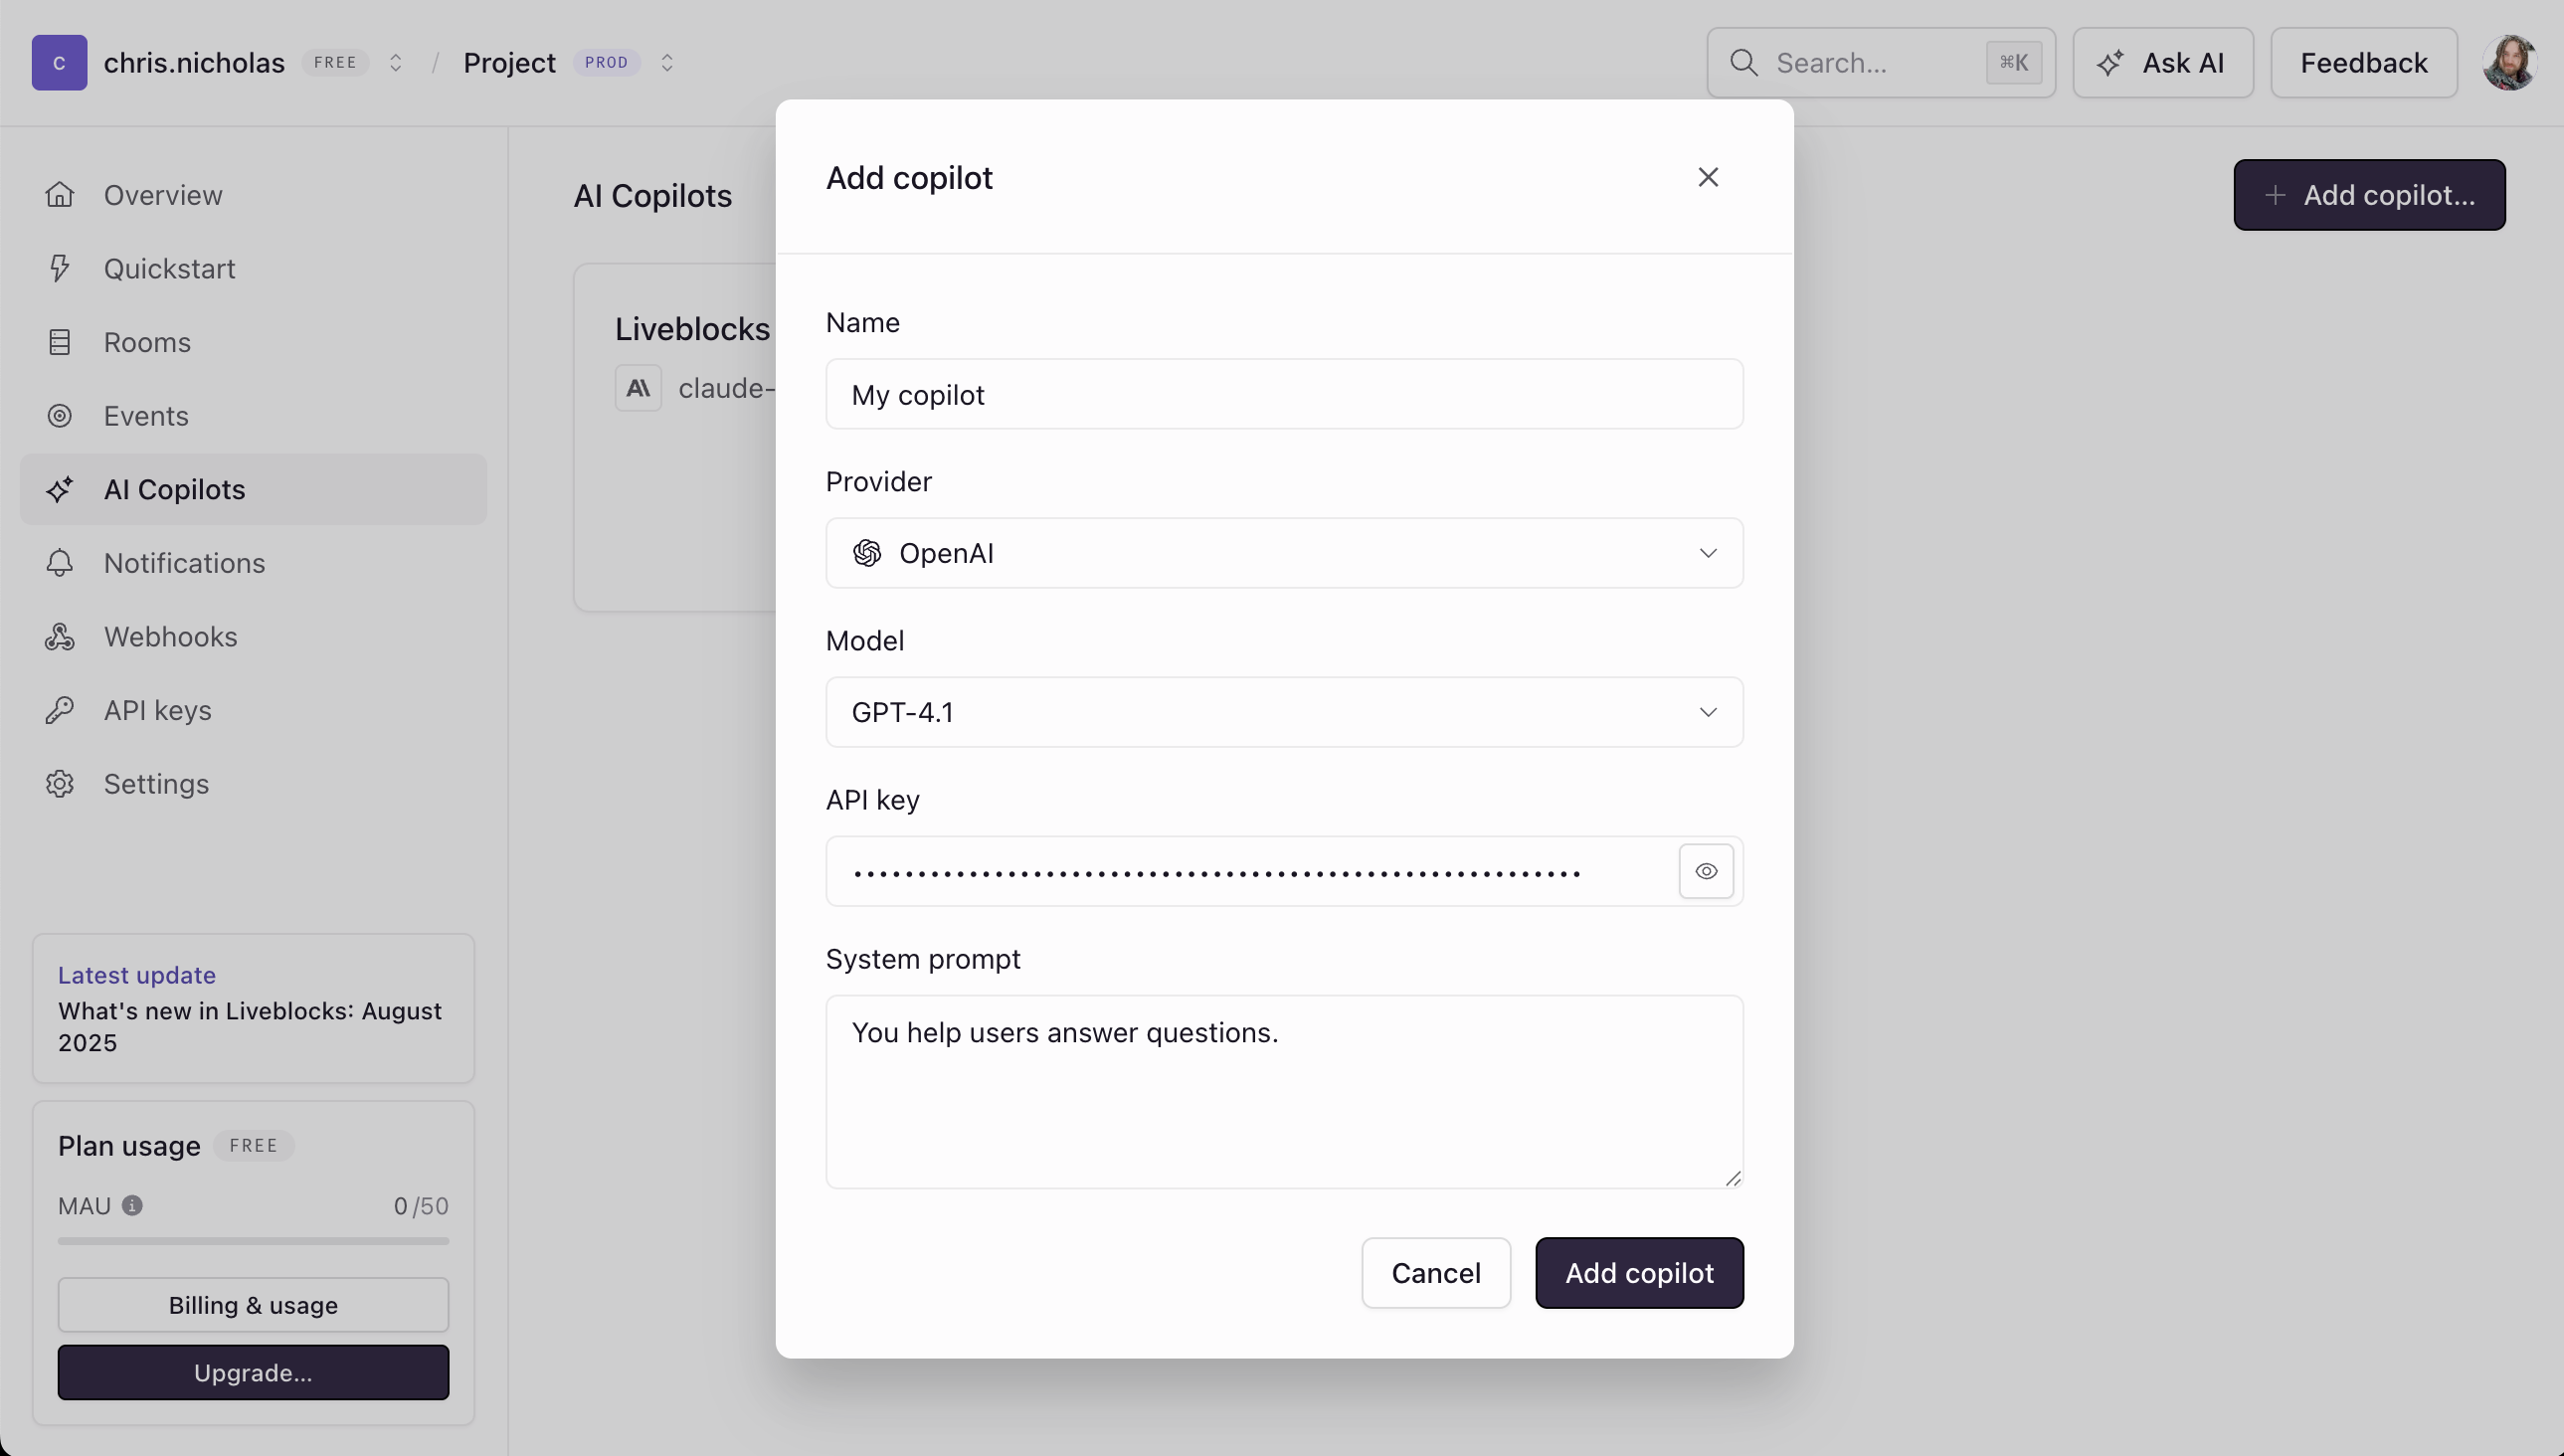 C
chris.nicholas
FREE
/
Project
PROD
Search...
⌘K
Ask AI
Feedback
Overview
Quickstart
Rooms
Events
AI Copilots
Notifications
Webhooks
API keys
Settings
Latest update
What's new in Liveblocks: August
2025
Plan usage
FREE
MAU
0 /50
Billing & usage
Upgrade...
AI Copilots
Add copilot...
Liveblocks
claude-
Add copilot
Name
My copilot
Provider
OpenAI
Model
GPT-4.1
API key
•••••••••••••••••••••••••••••••••••••••••••••••••••••••••
System prompt
You help users answer questions.
Cancel
Add copilot